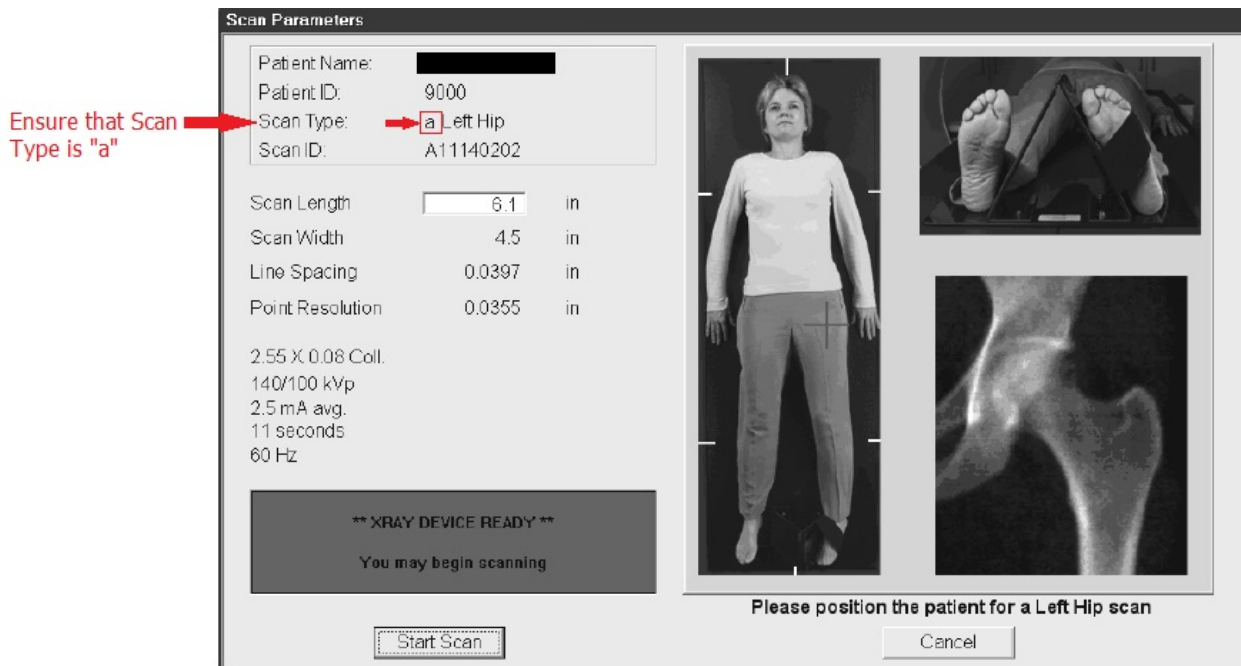 Scan Parameters
Patient Name:
Patient ID: 9000
Ensure that Scan
Type is "a"
Scan Type: a Left Hip
Scan ID: A11140202
Scan Length 6.1 in
Scan Width 4.5 in
Line Spacing 0.0397 in
Point Resolution 0.0355 in
2.55 X 0.08 Coll.
140/100 kVp
2.5 mA avg.
11 seconds
60 Hz
** XRAY DEVICE READY **
You may begin scanning
Please position the patient for a Left Hip scan
Start Scan
Cancel